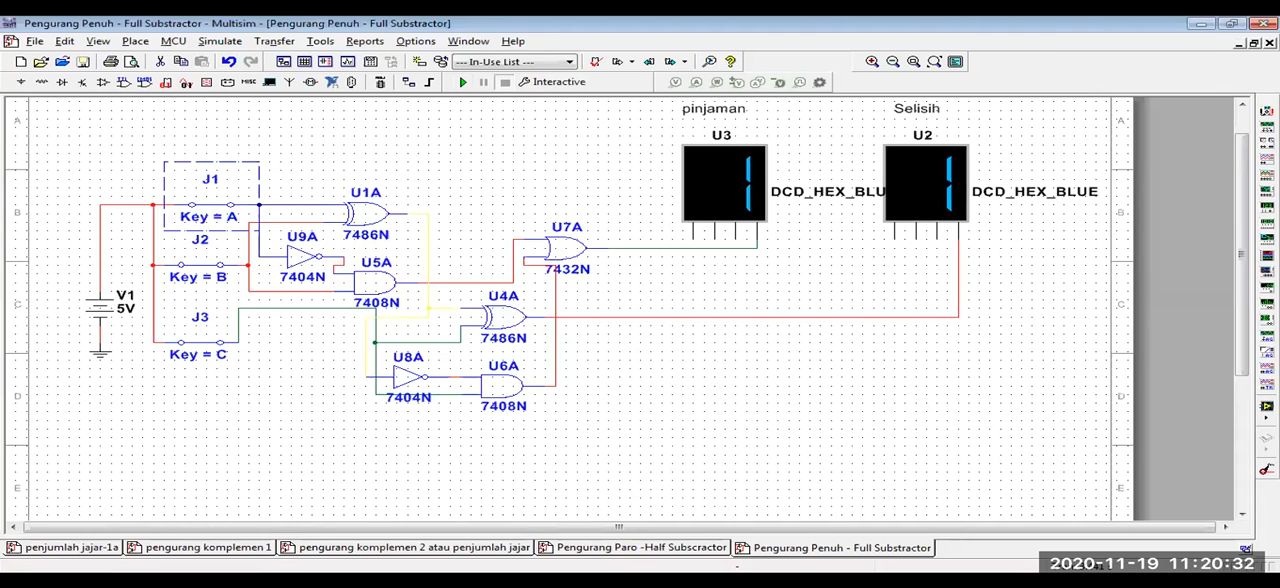 Pengurang Penuh - Full Substractor - Multisim - [Pengurang Penuh - Full Substractor]
File Edit View Place MCU Simulate Transfer Tools Reports Options Window Help
--- In-Use List ---
Interactive
pinjaman
Selisih
U3
U2
DCD_HEX_BLU
DCD_HEX_BLUE
A
B
C
D
E
A
B
C
D
E
J1
Key = A
J2
Key = B
J3
Key = C
V1
5V
U1A
7486N
U9A
7404N
U5A
7408N
U7A
7432N
U4A
7486N
U8A
7404N
U6A
7408N
1
1
penjumlah jajar-1a
pengurang komplemen 1
pengurang komplemen 2 atau penjumlah jajar
Pengurang Paro -Half Subscractor
Pengurang Penuh - Full Substractor
2020-11-19 11:20:32